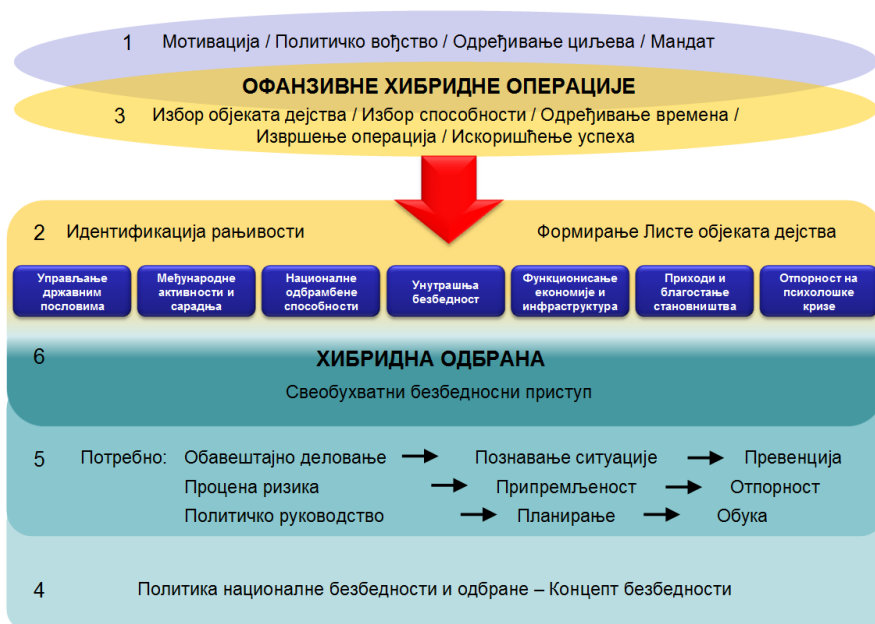 1 Мотивација / Политичко вођство / Одређивање циљева / Мандат
ОФАНЗИВНЕ ХИБРИДНЕ ОПЕРАЦИЈЕ
3 Избор објеката дејства / Избор способности / Одређивање времена /
Извршење операција / Искоришћење успеха
2 Идентификација рањивости Формирање Листе објеката дејства
Управљање
државним
пословима
Међународне
активности и
сарадња
Националне
одбрамбене
способности
Унутрашња
безбедност
Функционисање
економије и
инфраструктура
Приходи и
благостање
становништва
Отпорност на
психолошке
кризе
6 ХИБРИДНА ОДБРАНА
Свеобухватни безбедносни приступ
5 Потребно: Обавештајно деловање → Познавање ситуације → Превенција
Процена ризика → Припремљеност → Отпорност
Политичко руководство → Планирање → Обука
4 Политика националне безбедности и одбране – Концепт безбедности